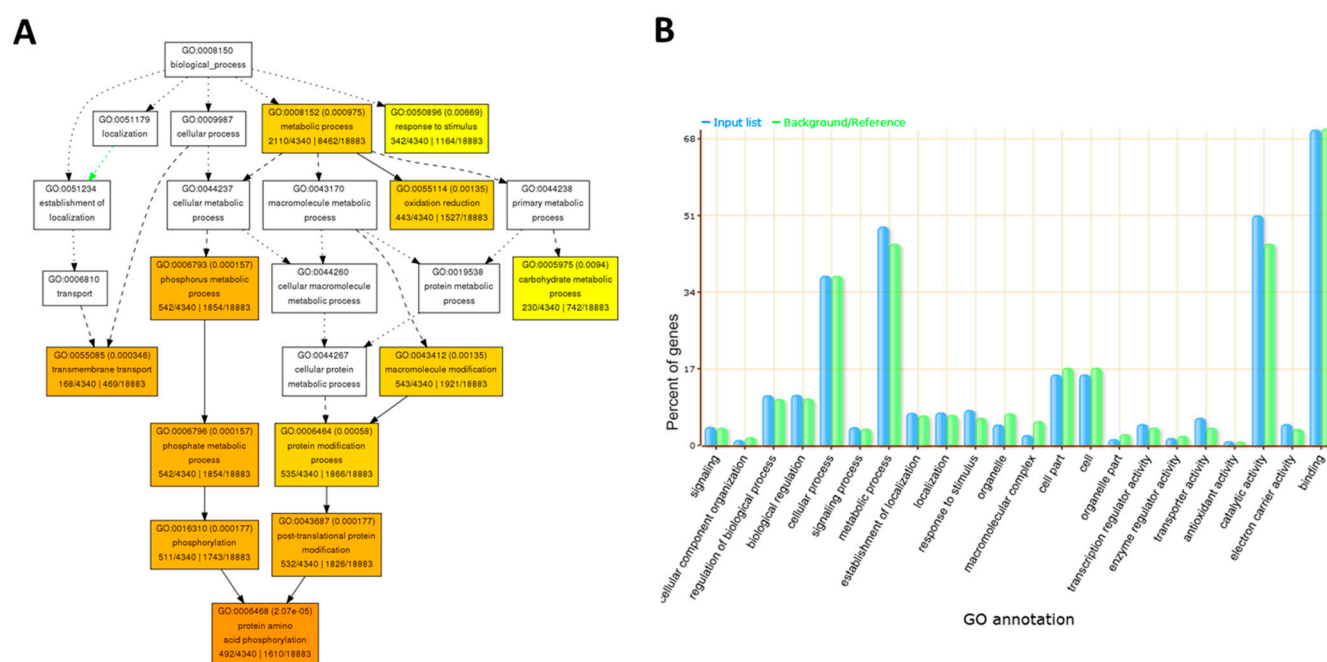 A
GO:0008150
biological_process
GO:0051179
localization
GO:0009987
cellular process
GO:0008152 (0.000975)
metabolic process
2110/4340 | 8462/18883
GO:0050896 (0.00669)
response to stimulus
342/4340 | 1164/18883
GO:0051234
establishment of
localization
GO:0044237
cellular metabolic
process
GO:0043170
macromolecule metabolic
process
GO:0055114 (0.00135)
oxidation reduction
443/4340 | 1527/18883
GO:0044238
primary metabolic
process
GO:0006810
transport
GO:0006793 (0.000157)
phosphorus metabolic
process
542/4340 | 1854/18883
GO:0044260
cellular macromolecule
metabolic process
GO:0019538
protein metabolic
process
GO:0005975 (0.0094)
carbohydrate metabolic
process
230/4340 | 742/18883
GO:0055085 (0.000346)
transmembrane transport
168/4340 | 469/18883
GO:0044267
cellular protein
metabolic process
GO:0043412 (0.00135)
macromolecule modification
543/4340 | 1921/18883
GO:0006796 (0.000157)
phosphate metabolic
process
542/4340 | 1854/18883
GO:0006464 (0.00058)
protein modification
process
535/4340 | 1866/18883
GO:0016310 (0.000177)
phosphorylation
511/4340 | 1743/18883
GO:0043687 (0.000177)
post-translational protein
modification
532/4340 | 1826/18883
GO:0006468 (2.07e-05)
protein amino
acid phosphorylation
492/4340 | 1610/18883
B
Input list
Background/Reference
Percent of genes
68
51
34
17
0
signaling
cellular component organization
regulation of biological process
biological regulation
cellular process
signaling process
metabolic process
establishment of localization
localization
response to stimulus
organelle
macromolecular complex
cell part
cell
organelle part
transcription regulator activity
enzyme regulator activity
transporter activity
antioxidant activity
catalytic activity
electron carrier activity
binding
GO annotation